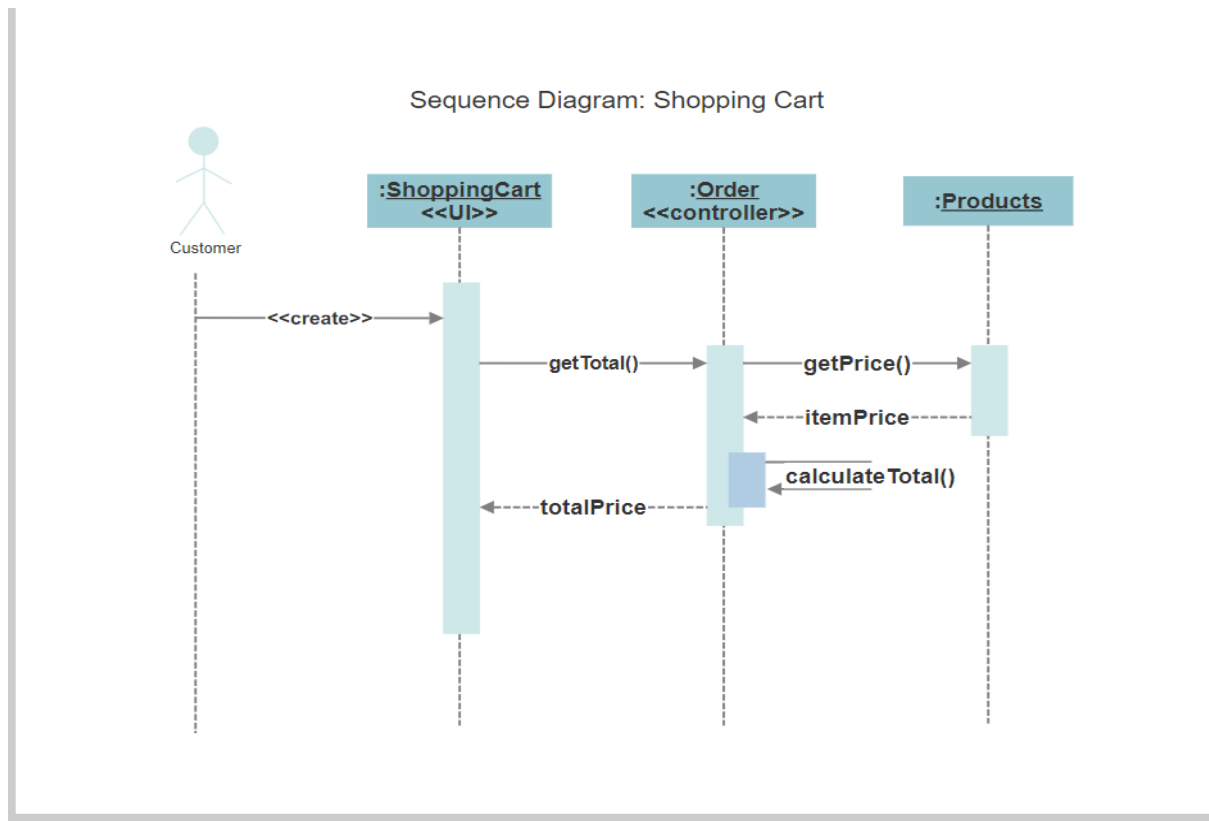 Sequence Diagram: Shopping Cart
Customer
:ShoppingCart
<<UI>>
:Order
<<controller>>
:Products
<<create>>
getTotal()
getPrice()
itemPrice
calculateTotal()
totalPrice